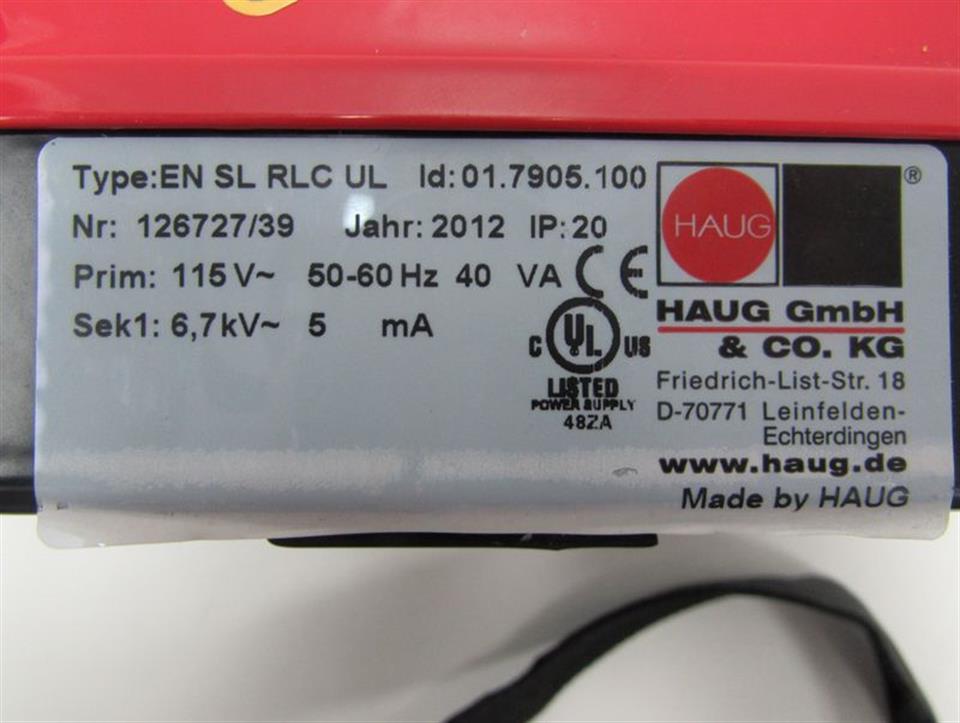 Type:EN SL RLC UL Id:01.7905.100
Nr: 126727/39 Jahr:2012 IP:20
Prim: 115V~ 50-60Hz 40 VA CE
Sek1: 6,7kV~ 5 mA
C UL US
LISTED
POWER SUPPLY
48ZA
HAUG ®
HAUG GmbH
& CO. KG
Friedrich-List-Str. 18
D-70771 Leinfelden-
Echterdingen
www.haug.de
Made by HAUG